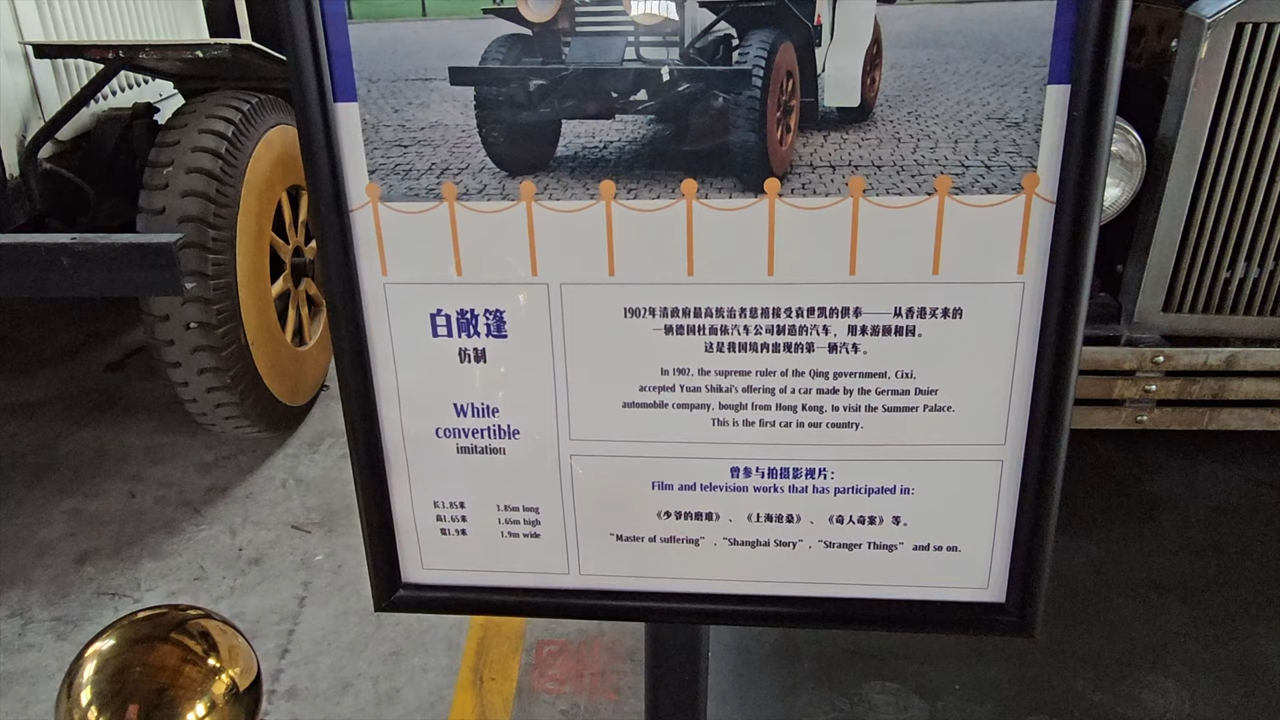 白敞篷
仿制
White
convertible
imitation
长3.85米 3.85m long
高1.65米 1.65m high
宽1.9米 1.9m wide
1902年清政府最高统治者慈禧接受袁世凯的供奉——从香港买来的
一辆德国杜而依汽车公司制造的汽车，用来游颐和园。
这是我国境内出现的第一辆汽车。
In 1902, the supreme ruler of the Qing government, Cixi,
accepted Yuan Shikai's offering of a car made by the German Duier
automobile company, bought from Hong Kong, to visit the Summer Palace.
This is the first car in our country.
曾参与拍摄影视片：
Film and television works that has participated in:
《少爷的磨难》、《上海沧桑》、《奇人奇案》等。
"Master of suffering" , "Shanghai Story" , "Stranger Things" and so on.